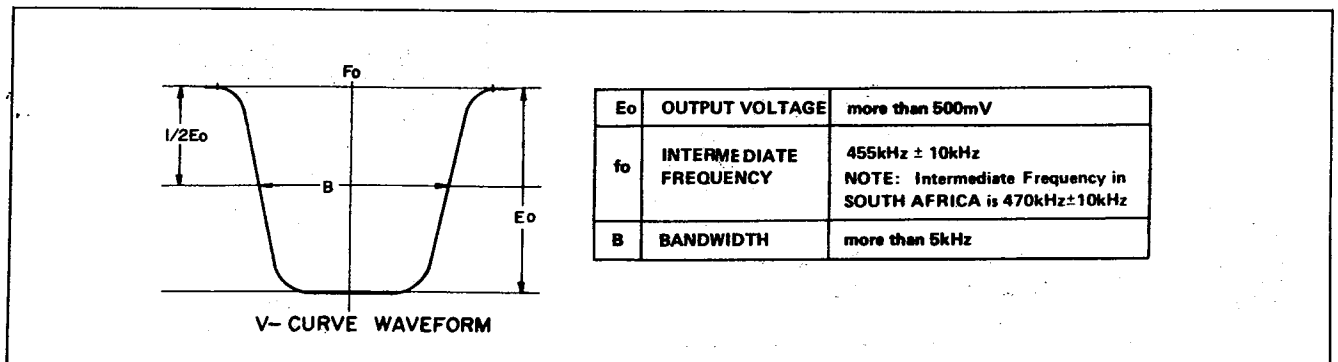 Fo
1/2Eo
B
Eo
V-CURVE WAVEFORM
Eo OUTPUT VOLTAGE more than 500mV
fo INTERMEDIATE FREQUENCY 455kHz ± 10kHz
NOTE: Intermediate Frequency in
SOUTH AFRICA is 470kHz±10kHz
B BANDWIDTH more than 5kHz